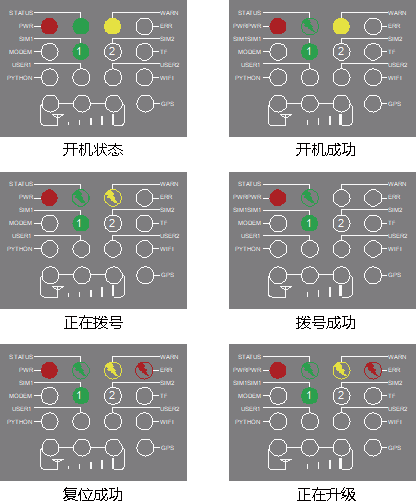 STATUS WARN
PWR ERR
SIM1 SIM2
MODEM 1 2 TF
USER1 USER2
PYTHON WIFI
GPS
开机状态
STATUS WARN
PWRPWR ERR
SIM1SIM1 SIM2
MODEM 1 2 TF
USER1 USER2
PYTHON WIFI
GPS
开机成功
STATUS WARN
PWR ERR
SIM1 SIM2
MODEM 1 2 TF
USER1 USER2
PYTHON WIFI
GPS
正在拨号
STATUS WARN
PWRPWR ERR
SIM1SIM1 SIM2
MODEM 1 2 TF
USER1 USER2
PYTHON WIFI
GPS
拨号成功
STATUS WARN
PWR ERR
SIM1 SIM2
MODEM 1 2 TF
USER1 USER2
PYTHON WIFI
GPS
复位成功
STATUS WARN
PWRPWR ERR
SIM1SIM1 SIM2
MODEM 1 2 TF
USER1 USER2
PYTHON WIFI
GPS
正在升级